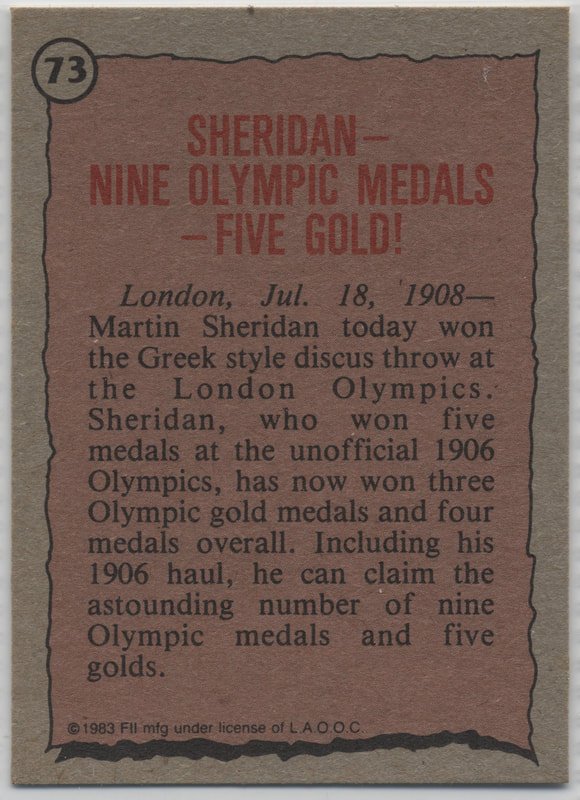 73
SHERIDAN—
NINE OLYMPIC MEDALS
—FIVE GOLD!
London, Jul. 18, 1908—
Martin Sheridan today won
the Greek style discus throw at
the London Olympics.
Sheridan, who won five
medals at the unofficial 1906
Olympics, has now won three
Olympic gold medals and four
medals overall. Including his
1906 haul, he can claim the
astounding number of nine
Olympic medals and five
golds.
©1983 FII mfg under license of L.A.O.O.C.